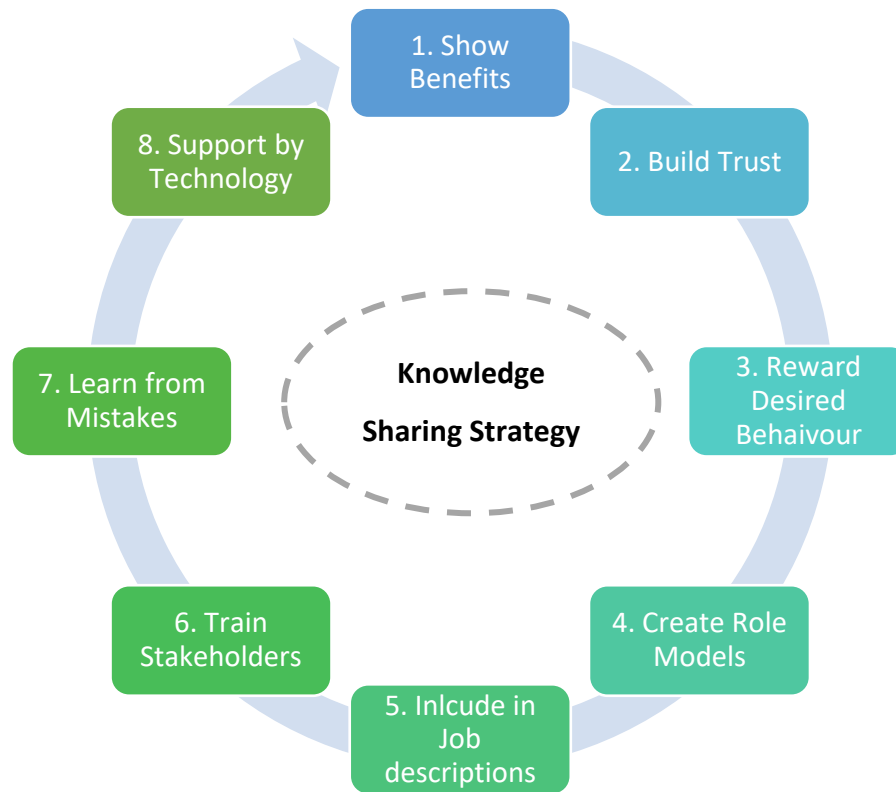 1. Show
Benefits
2. Build Trust
3. Reward
Desired
Behaivour
4. Create Role
Models
5. Inlcude in
Job
descriptions
6. Train
Stakeholders
7. Learn from
Mistakes
8. Support by
Technology
Knowledge
Sharing Strategy